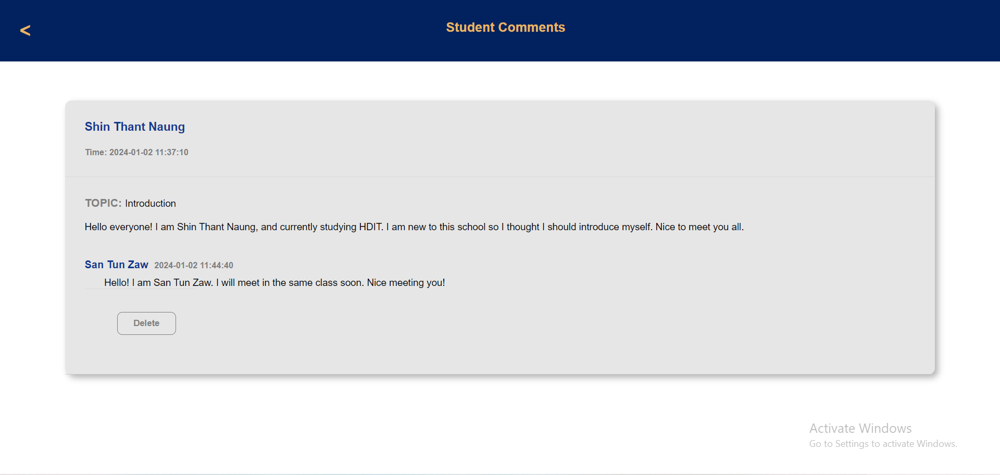 <
Student Comments
Shin Thant Naung
Time: 2024-01-02 11:37:10
TOPIC: Introduction
Hello everyone! I am Shin Thant Naung, and currently studying HDIT. I am new to this school so I thought I should introduce myself. Nice to meet you all.
San Tun Zaw 2024-01-02 11:44:40
Hello! I am San Tun Zaw. I will meet in the same class soon. Nice meeting you!
Delete
Activate Windows
Go to Settings to activate Windows.